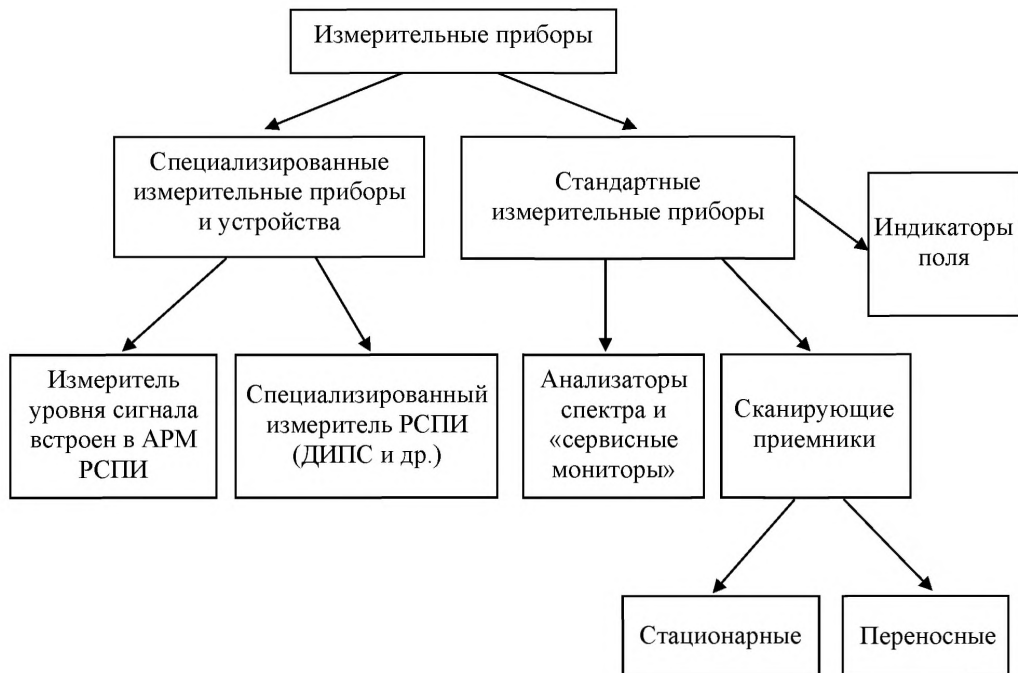 Измерительные приборы
Специализированные
измерительные приборы
и устройства
Стандартные
измерительные приборы
Индикаторы
поля
Измеритель
уровня сигнала
встроен в АРМ
РСПИ
Специализированный
измеритель РСПИ
(ДИПС и др.)
Анализаторы
спектра и
«сервисные
мониторы»
Сканирующие
приемники
Стационарные
Переносные